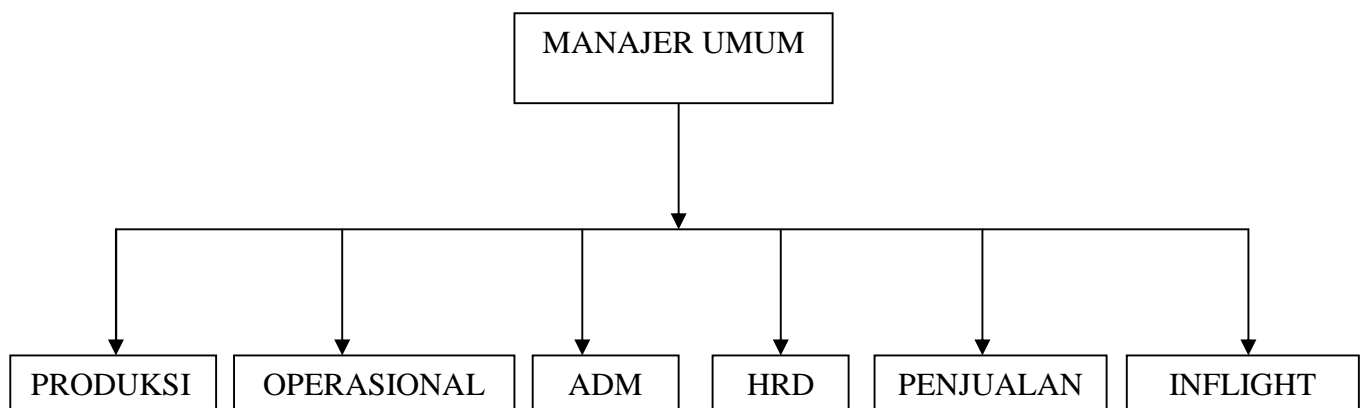 MANAJER UMUM
PRODUKSI
OPERASIONAL
ADM
HRD
PENJUALAN
INFLIGHT